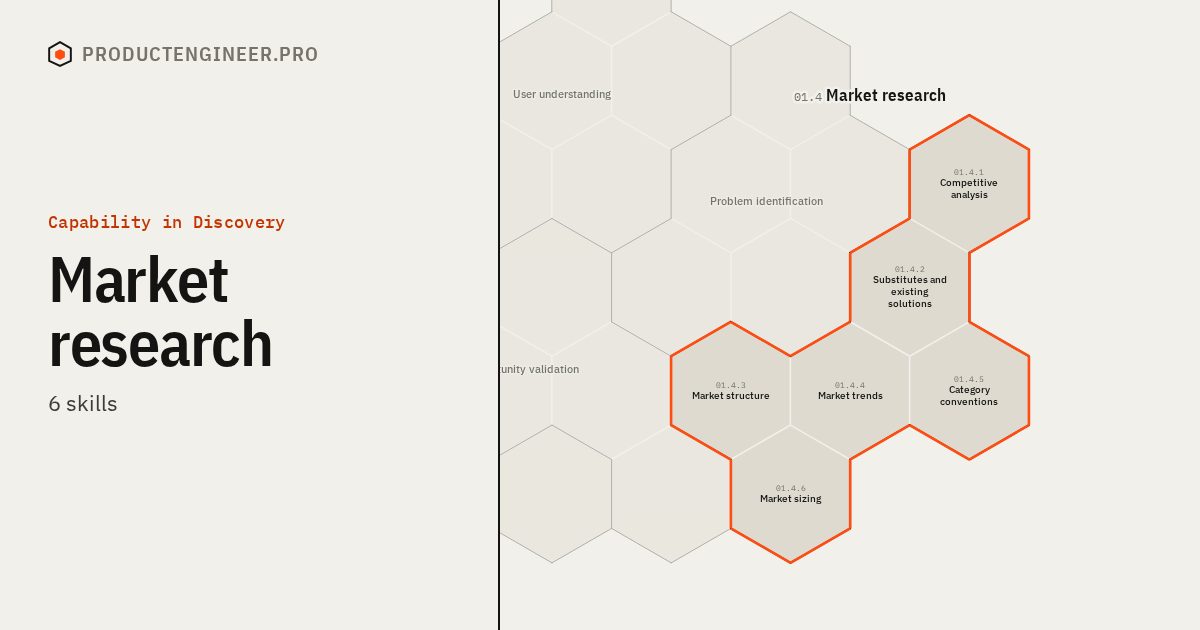 PRODUCTENGINEER.PRO
Capability in Discovery
Market
research
6 skills
User understanding
01.4 Market research
Problem identification
unity validation
01.4.1
Competitive
analysis
01.4.2
Substitutes and
existing
solutions
01.4.3
Market structure
01.4.4
Market trends
01.4.5
Category
conventions
01.4.6
Market sizing